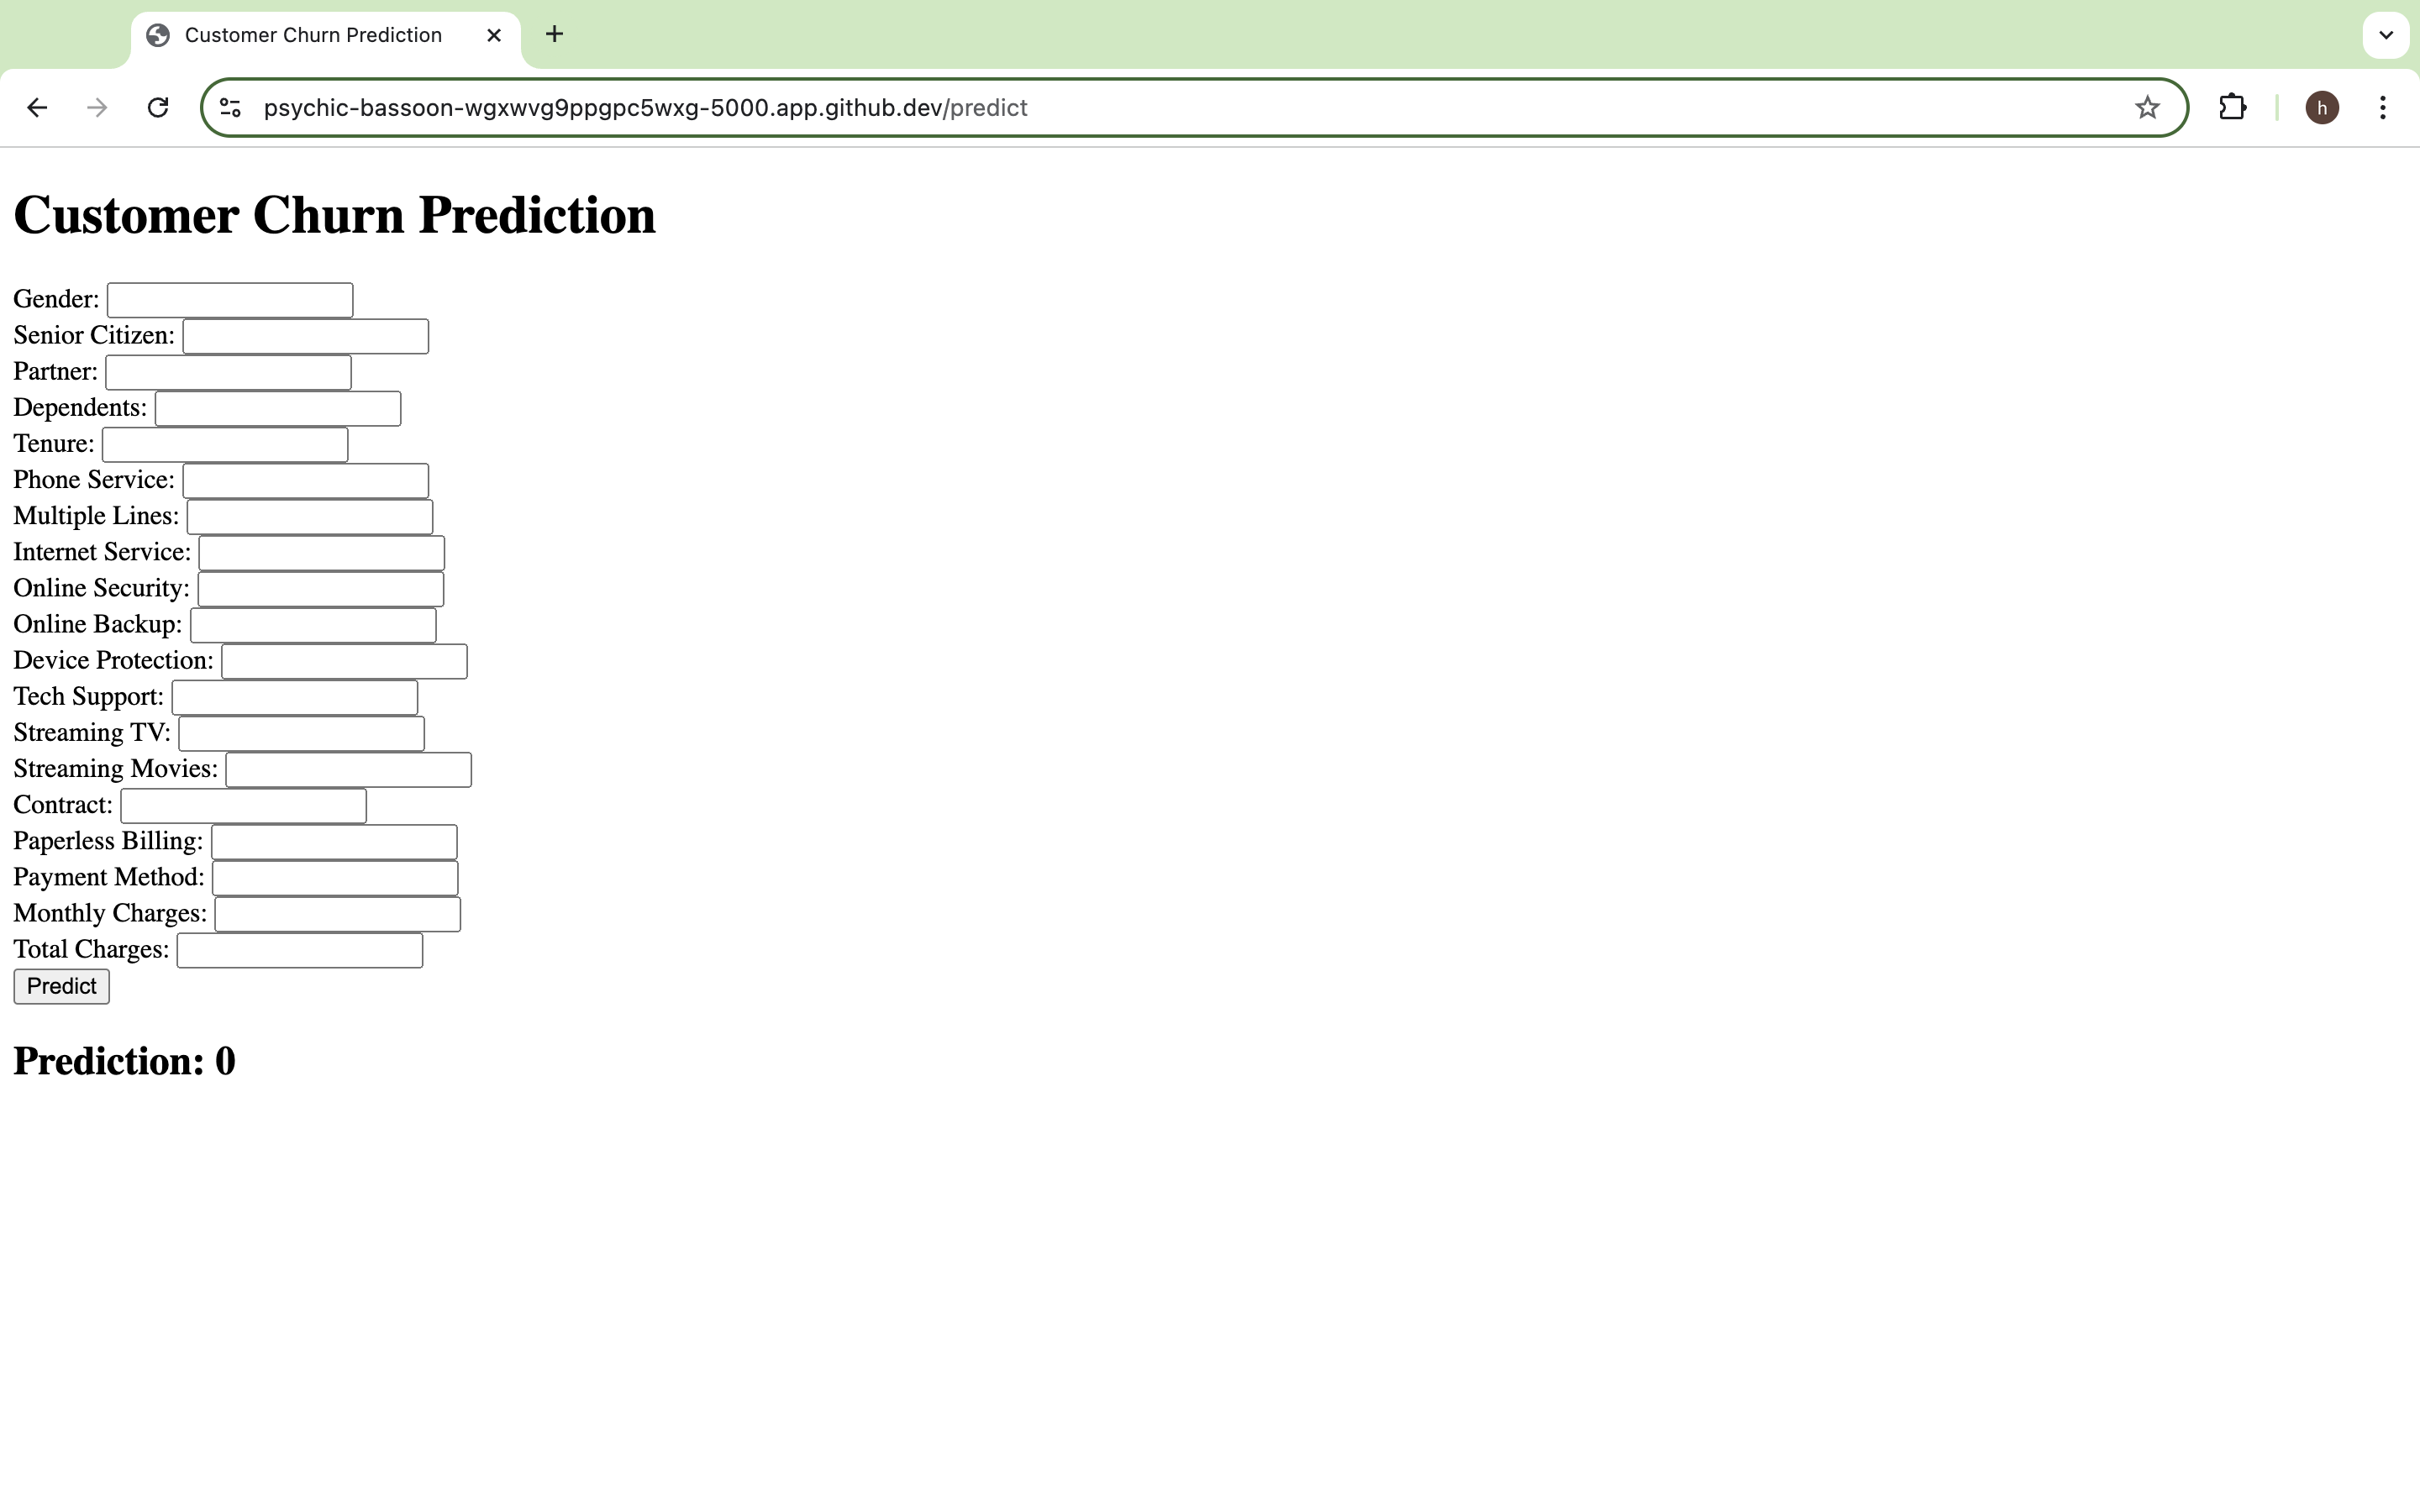 Customer Churn Prediction
psychic-bassoon-wgxwvg9ppgpc5wxg-5000.app.github.dev/predict
h
Customer Churn Prediction
Gender:
Senior Citizen:
Partner:
Dependents:
Tenure:
Phone Service:
Multiple Lines:
Internet Service:
Online Security:
Online Backup:
Device Protection:
Tech Support:
Streaming TV:
Streaming Movies:
Contract:
Paperless Billing:
Payment Method:
Monthly Charges:
Total Charges:
Predict
Prediction: 0